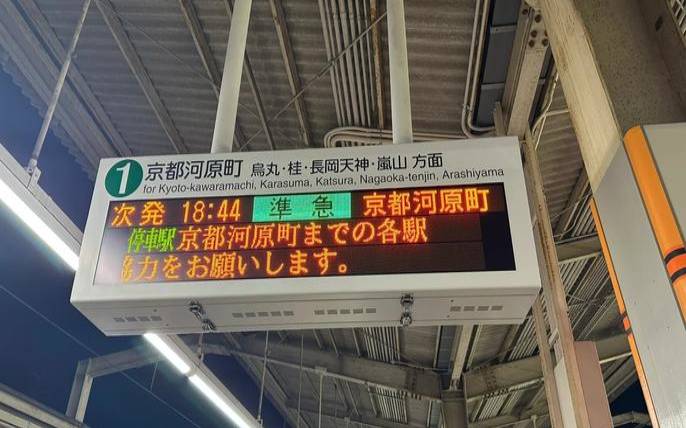 1 京都河原町 烏丸・桂・長岡天神・嵐山 方面
for Kyoto-kawaramachi, Karasuma, Katsura, Nagaoka-tenjin, Arashiyama
次発 18:44 準急 京都河原町
停車駅 京都河原町までの各駅
力をお願いします。